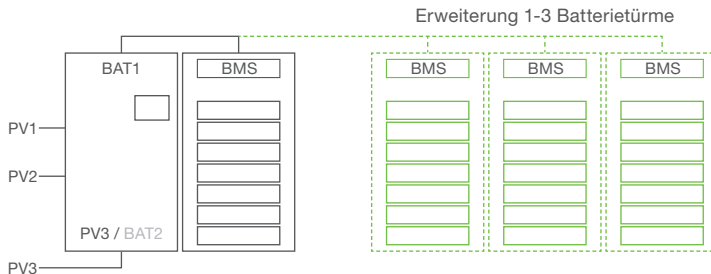 Erweiterung 1-3 Batterietürme
BAT1
BMS
BMS
BMS
BMS
PV1
PV2
PV3 / BAT2
PV3